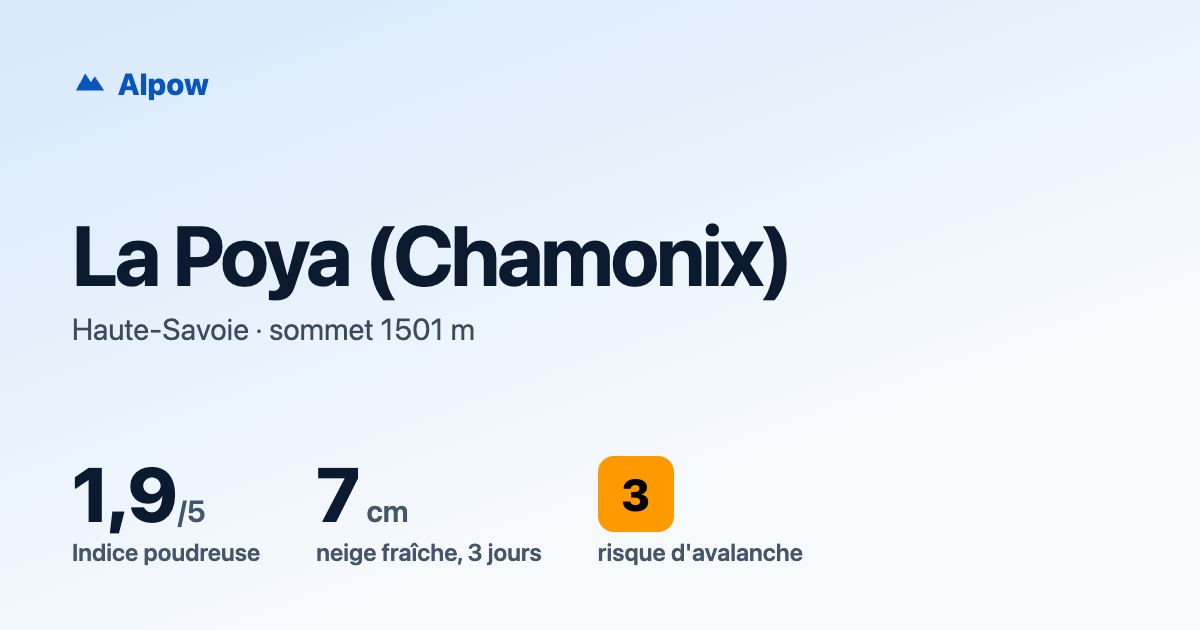 Alpow
La Poya (Chamonix)
Haute-Savoie · sommet 1501 m
1,9/5
Indice poudreuse
7 cm
neige fraîche, 3 jours
3
risque d'avalanche